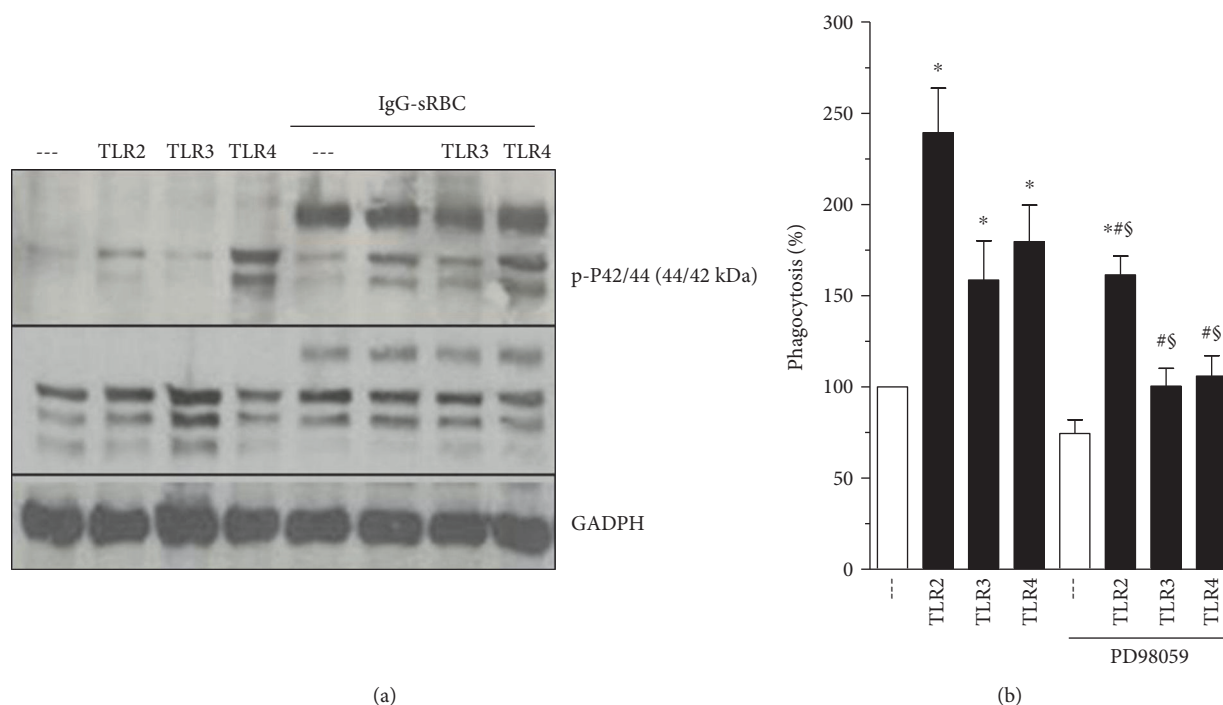 IgG-sRBC
--- TLR2 TLR3 TLR4 --- TLR3 TLR4
p-P42/44 (44/42 kDa)
GADPH
(a)
300
250
200
150
100
50
0
Phagocytosis (%)
*
*
*
*#§
#§
#§
--- TLR2 TLR3 TLR4 --- TLR2 TLR3 TLR4
PD98059
(b)